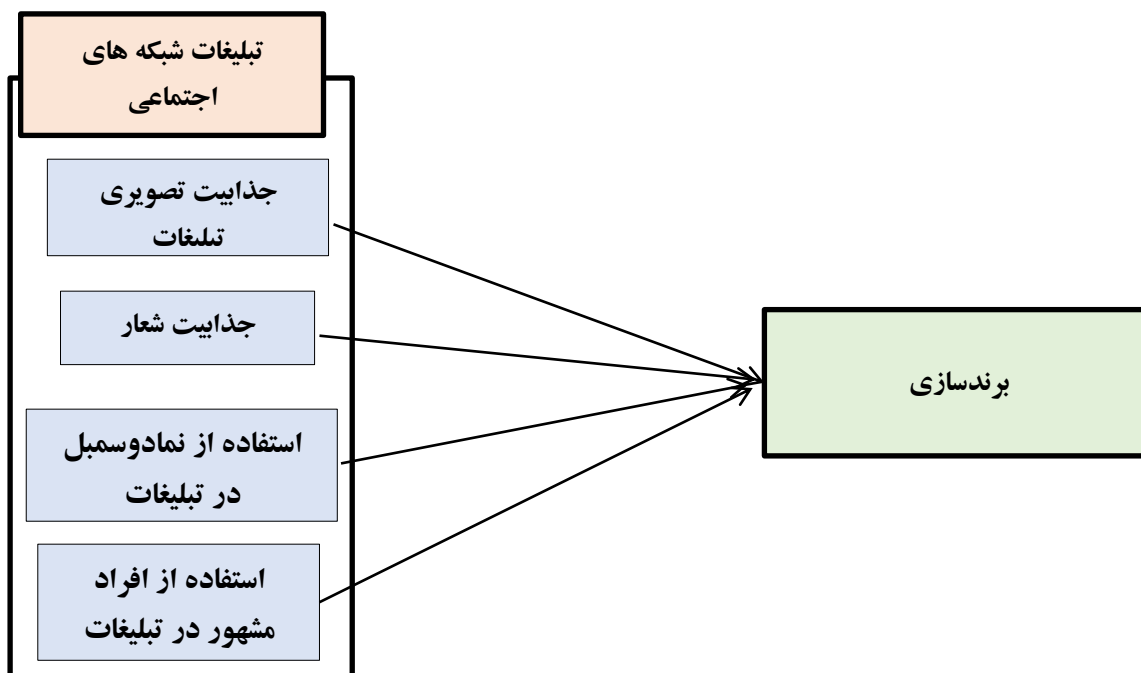 تبلیغات شبکه های
اجتماعی
جذابیت تصویری
تبلیغات
جذابیت شعار
استفاده از نمادوسمبل
در تبلیغات
استفاده از افراد
مشهور در تبلیغات
برندسازی